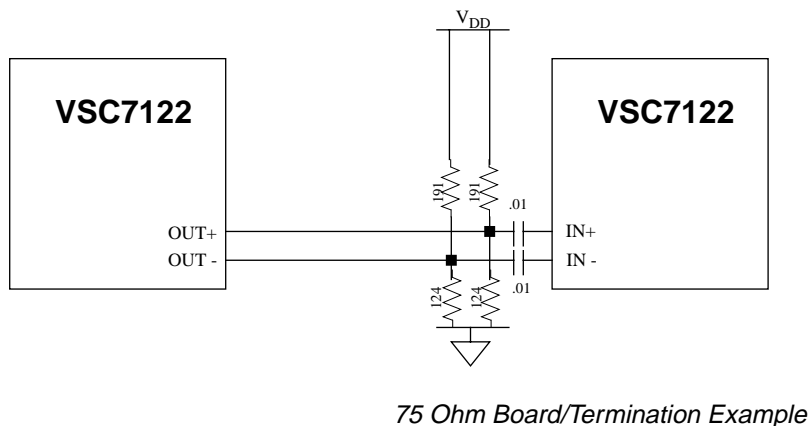 VDD
VSC7122
VSC7122
191
191
.01
OUT+
IN+
OUT -
IN -
124
124
.01
75 Ohm Board/Termination Example